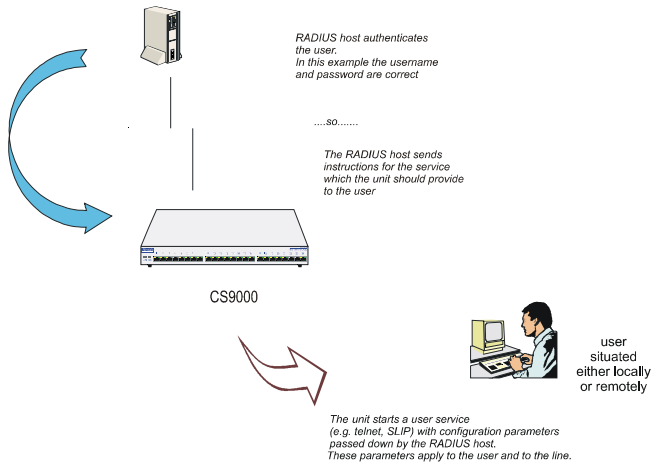 RADIUS host authenticates
the user.
In this example the username
and password are correct
....so.......
The RADIUS host sends
instructions for the service
which the unit should provide
to the user
CS9000
user
situated
either locally
or remotely
The unit starts a user service
(e.g. telnet, SLIP) with configuration parameters
passed down by the RADIUS host.
These parameters apply to the user and to the line.